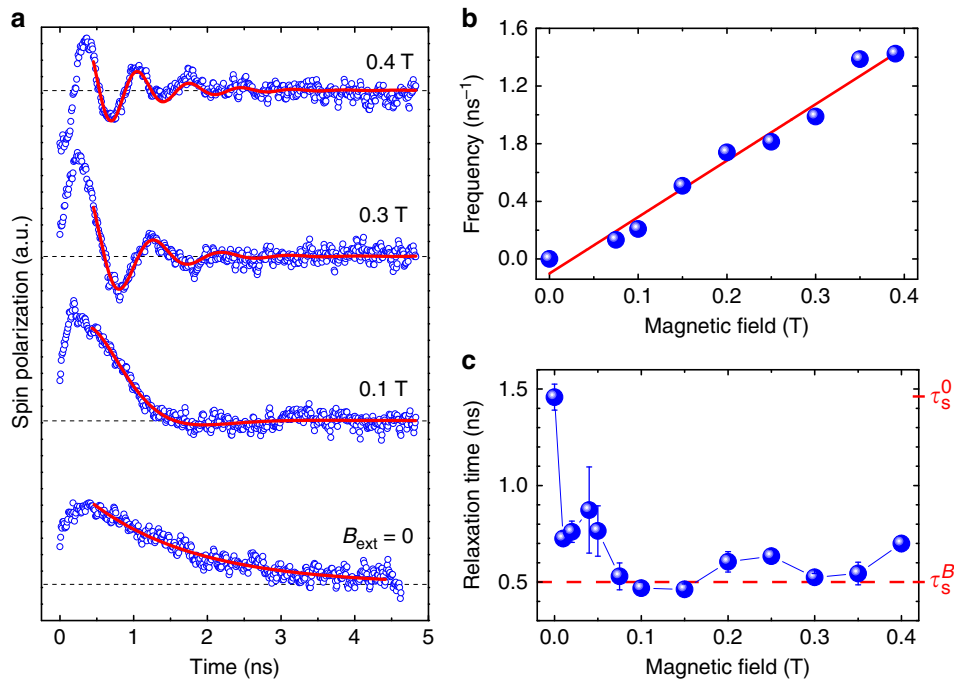 a
0.4 T
0.3 T
0.1 T
B_ext = 0
Spin polarization (a.u.)
0 1 2 3 4 5
Time (ns)
b
1.6
1.2
1.8
0.4
0.0
Frequency (ns⁻¹)
0.0 0.1 0.2 0.3 0.4
Magnetic field (T)
c
1.5
1.0
0.5
Relaxation time (ns)
τ_s^0
τ_s^B
0.0 0.1 0.2 0.3 0.4
Magnetic field (T)